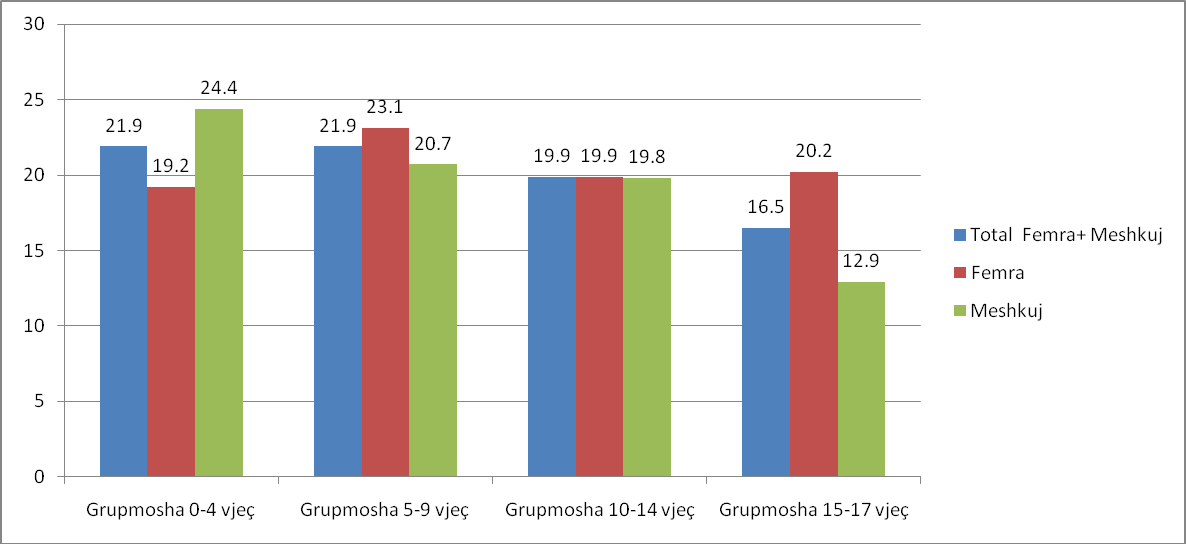 30
25
20
15
10
5
0
21.9
19.2
24.4
21.9
23.1
20.7
19.9
19.9
19.8
16.5
20.2
12.9
Grupmosha 0-4 vjeç
Grupmosha 5-9 vjeç
Grupmosha 10-14 vjeç
Grupmosha 15-17 vjeç
Total  Femra+ Meshkuj
Femra
Meshkuj